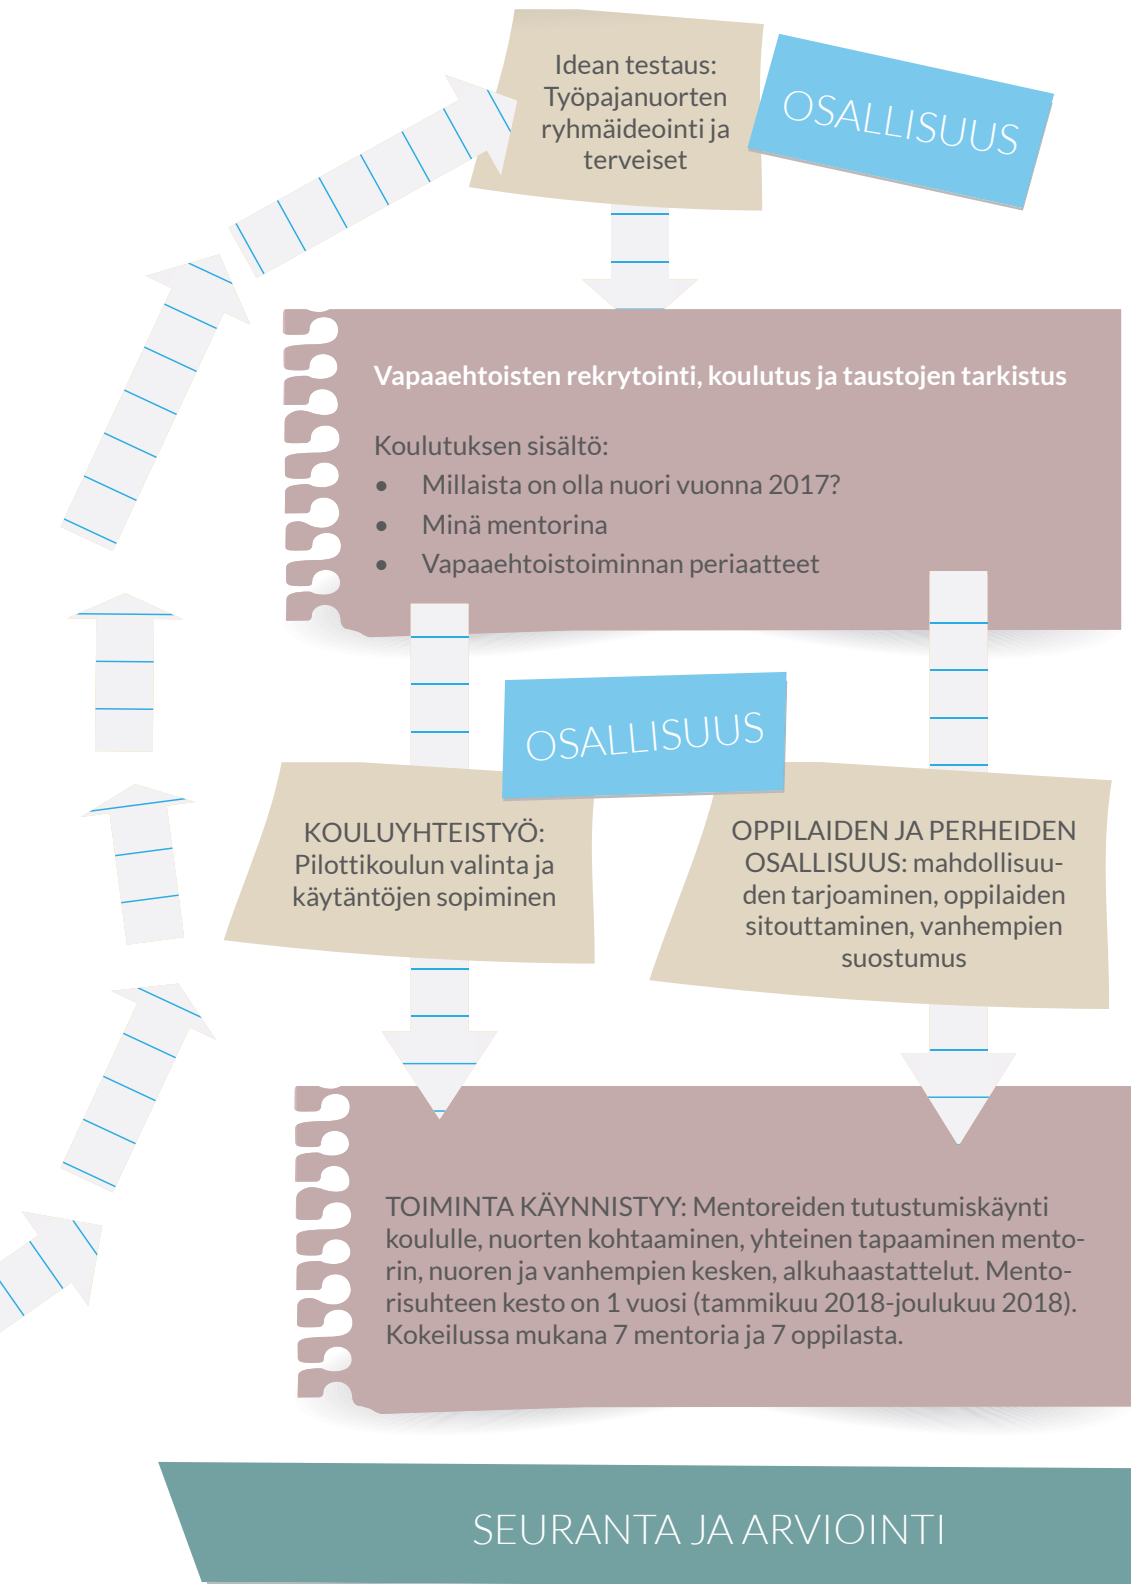 Idean testaus:
Työpajanuorten
ryhmäideointi ja
terveiset
OSALLISUUS
Vapaaehtoisten rekrytointi, koulutus ja taustojen tarkistus
Koulutuksen sisältö:
• Millaista on olla nuori vuonna 2017?
• Minä mentorina
• Vapaaehtoistoiminnan periaatteet
OSALLISUUS
KOULUYHTEISTYÖ:
Pilottikoulun valinta ja
käytäntöjen sopiminen
OPPILAIDEN JA PERHEIDEN
OSALLISUUS: mahdollisuu-
den tarjoaminen, oppilaiden
sitouttaminen, vanhempien
suostumus
TOIMINTA KÄYNNISTYY: Mentoreiden tutustumiskäynti
koululle, nuorten kohtaaminen, yhteinen tapaaminen mento-
rin, nuoren ja vanhempien kesken, alkuhaastattelut. Mento-
risuhteen kesto on 1 vuosi (tammikuu 2018-joulukuu 2018).
Kokeilussa mukana 7 mentoria ja 7 oppilasta.
SEURANTA JA ARVIOINTI